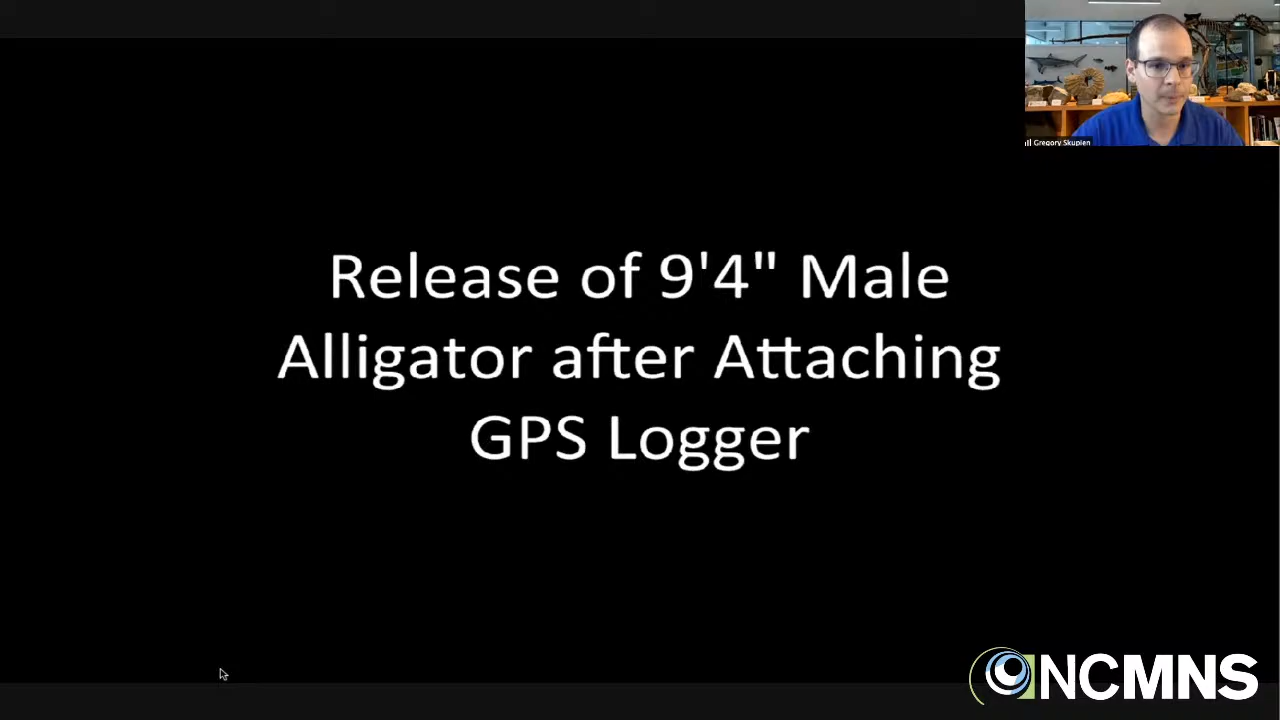 Gregory Skupien
Release of 9'4" Male
Alligator after Attaching
GPS Logger
NCMNS